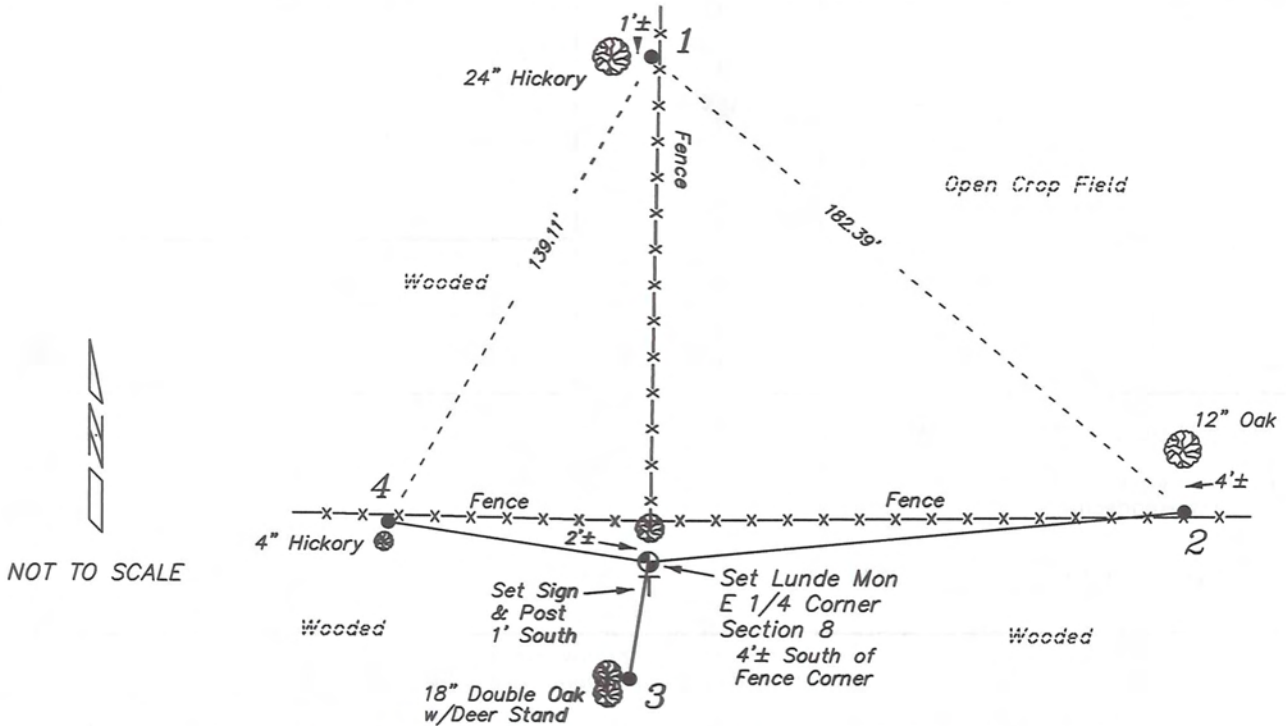 1'±
1
24" Hickory
Fence
Open Crop Field
139.11'
182.39'
Wooded
12" Oak
4'±
4
Fence
Fence
2
4" Hickory
2'±
N
NOT TO SCALE
Set Sign
& Post
1' South
Set Lunde Mon
E 1/4 Corner
Section 8
4'± South of
Fence Corner
Wooded
Wooded
3
18" Double Oak
w/Deer Stand